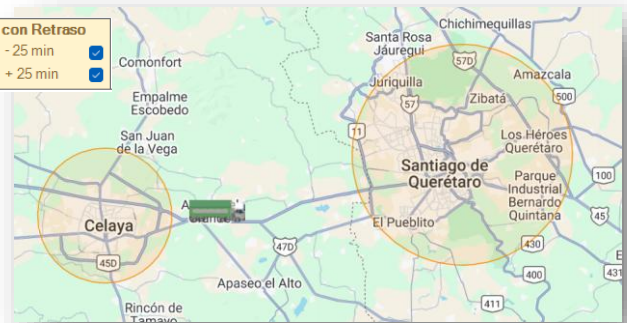 con Retraso
- 25 min
+ 25 min
Chichimequillas
Santa Rosa
Jáuregui
57D
Comonfort
Juriquilla
Amazcala
Empalme
Escobedo
57
Zibatá
500
San Juan
de la Vega
11
Los Héroes
Querétaro
Santiago de
Querétaro
100
Parque
Industrial
Bernardo
Quintana
Celaya
El Pueblito
45
47D
430
45D
Apaseo el Alto
400
431
411
Rincón de
Tamayo